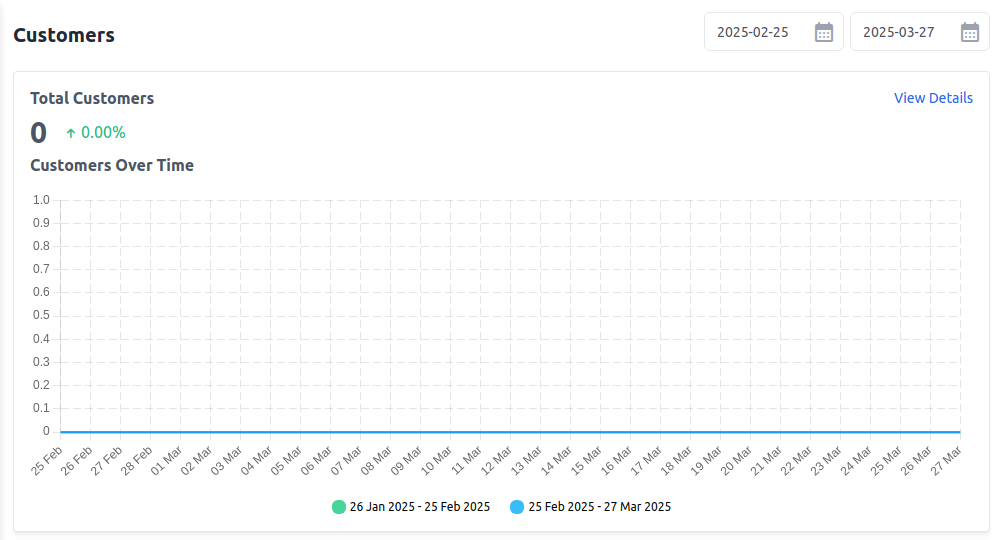 Customers
2025-02-25
2025-03-27
Total Customers
View Details
0 ↑ 0.00%
Customers Over Time
1.0
0.9
0.8
0.7
0.6
0.5
0.4
0.3
0.2
0.1
0
25 Feb 26 Feb 27 Feb 28 Feb 01 Mar 02 Mar 03 Mar 04 Mar 05 Mar 06 Mar 07 Mar 08 Mar 09 Mar 10 Mar 11 Mar 12 Mar 13 Mar 14 Mar 15 Mar 16 Mar 17 Mar 18 Mar 19 Mar 20 Mar 21 Mar 22 Mar 23 Mar 24 Mar 25 Mar 26 Mar 27 Mar
26 Jan 2025 - 25 Feb 2025
25 Feb 2025 - 27 Mar 2025